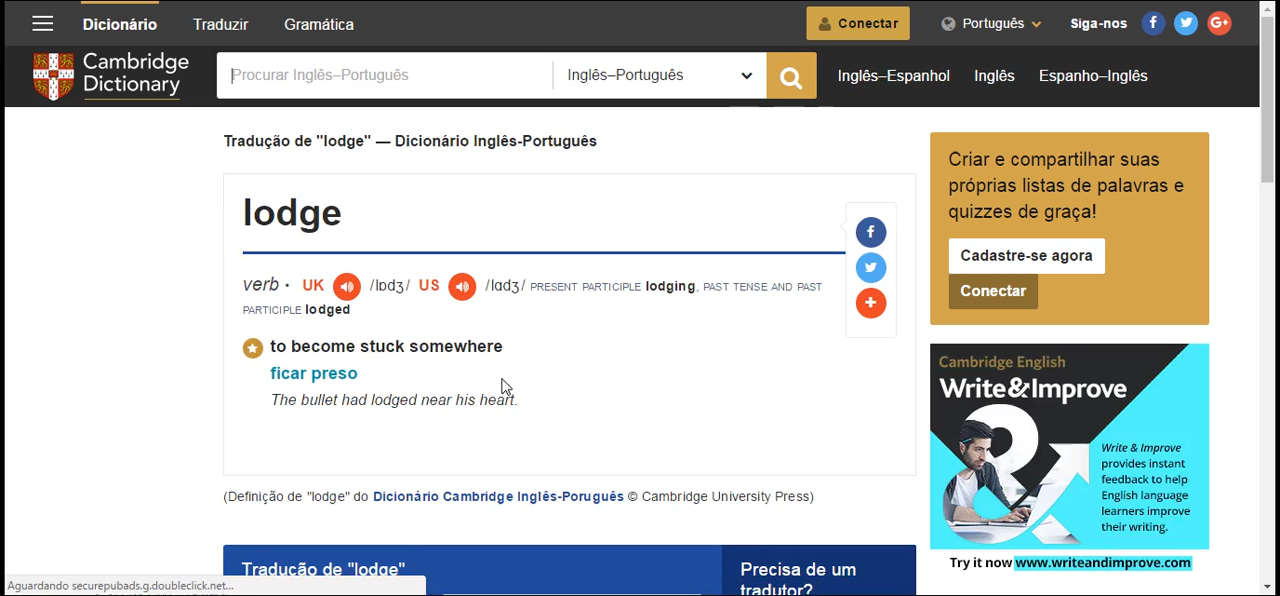 Dicionário Traduzir Gramática Conectar Português Siga-nos
Cambridge
Dictionary
Procurar Inglês–Português Inglês–Português Inglês–Espanhol Inglês Espanho–Inglês
Tradução de "lodge" — Dicionário Inglês-Português
lodge
verb · UK /lɒdʒ/ US /lɑdʒ/ PRESENT PARTICIPLE lodging, PAST TENSE AND PAST
PARTICIPLE lodged
to become stuck somewhere
ficar preso
The bullet had lodged near his heart.
(Definição de "lodge" do Dicionário Cambridge Inglês-Poruguês © Cambridge University Press)
Tradução de "lodge"
Precisa de um
tradutor?
Criar e compartilhar suas
próprias listas de palavras e
quizzes de graça!
Cadastre-se agora
Conectar
Cambridge English
Write&Improve
Write & Improve
provides instant
feedback to help
English language
learners improve
their writing.
Try it now www.writeandimprove.com
Aguardando securepubads.g.doubleclick.net...